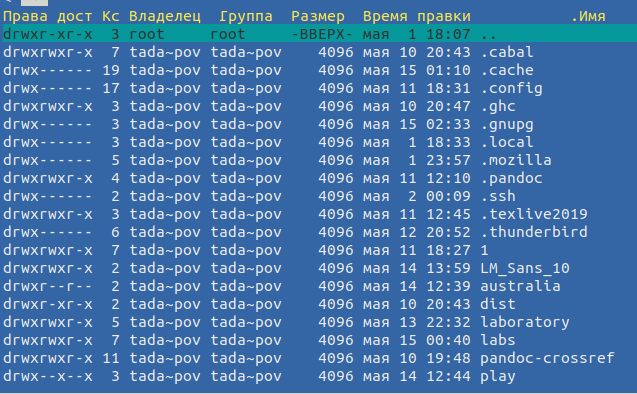 Права дост Кс Владелец Группа Размер Время правки .Имя
drwxr-xr-x 3 root root -ВВЕРХ- мая 1 18:07 ..
drwxrwxr-x 7 tada~pov tada~pov 4096 мая 10 20:43 .cabal
drwx------ 19 tada~pov tada~pov 4096 мая 15 01:10 .cache
drwx------ 17 tada~pov tada~pov 4096 мая 11 18:31 .config
drwxrwxr-x 3 tada~pov tada~pov 4096 мая 10 20:47 .ghc
drwx------ 3 tada~pov tada~pov 4096 мая 15 02:33 .gnupg
drwx------ 3 tada~pov tada~pov 4096 мая 1 18:33 .local
drwx------ 5 tada~pov tada~pov 4096 мая 1 23:57 .mozilla
drwxrwxr-x 4 tada~pov tada~pov 4096 мая 11 12:10 .pandoc
drwx------ 2 tada~pov tada~pov 4096 мая 2 00:09 .ssh
drwxrwxr-x 3 tada~pov tada~pov 4096 мая 11 12:45 .texlive2019
drwx------ 6 tada~pov tada~pov 4096 мая 12 20:52 .thunderbird
drwxrwxr-x 7 tada~pov tada~pov 4096 мая 11 18:27 1
drwxrwxr-x 2 tada~pov tada~pov 4096 мая 14 13:59 LM_Sans_10
drwxr--r-- 2 tada~pov tada~pov 4096 мая 14 12:39 australia
drwxr-xr-x 2 tada~pov tada~pov 4096 мая 10 20:43 dist
drwxrwxr-x 5 tada~pov tada~pov 4096 мая 13 22:32 laboratory
drwxrwxr-x 7 tada~pov tada~pov 4096 мая 15 00:40 labs
drwxrwxr-x 11 tada~pov tada~pov 4096 мая 10 19:48 pandoc-crossref
drwx--x--x 3 tada~pov tada~pov 4096 мая 14 12:44 play